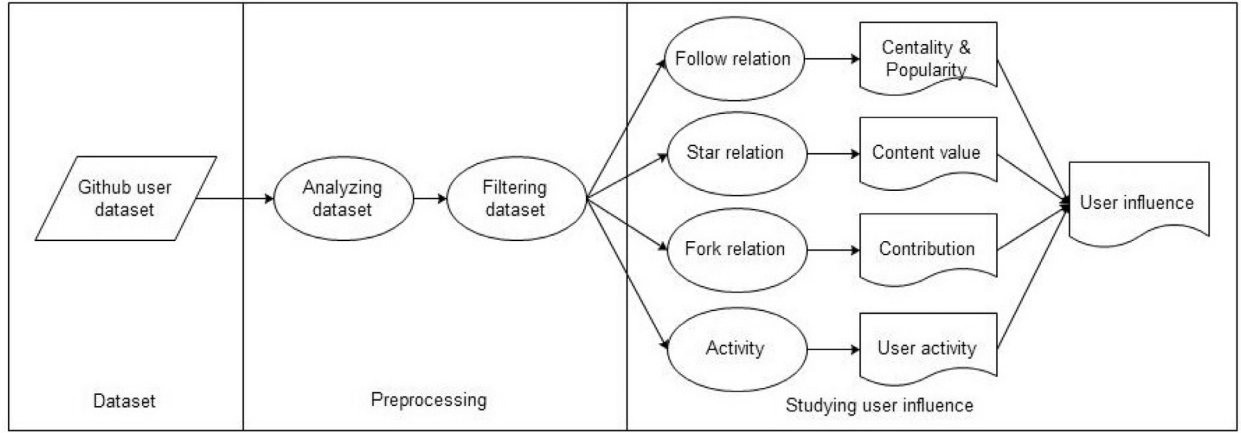 Github user
dataset
Analyzing
dataset
Filtering
dataset
Follow relation
Centality &
Popularity
Star relation
Content value
Fork relation
Contribution
Activity
User activity
User influence
Dataset
Preprocessing
Studying user influence